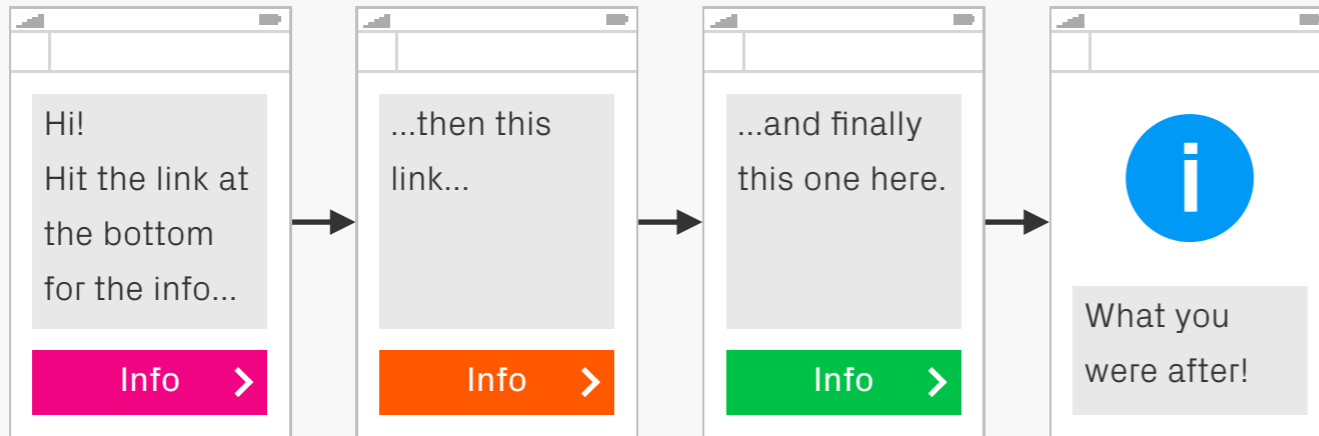 Hi!
Hit the link at
the bottom
for the info...
Info
...then this
link...
Info
...and finally
this one here.
Info
i
What you
were after!